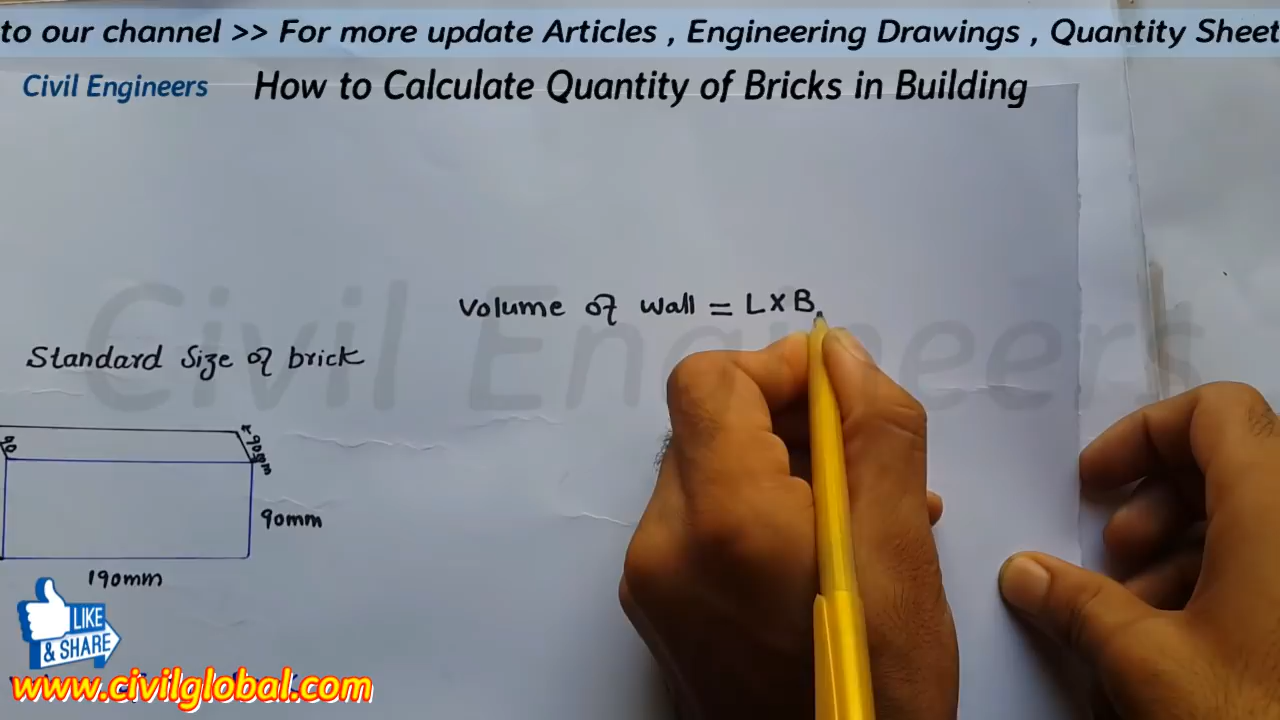 to our channel >> For more update Articles , Engineering Drawings , Quantity Sheet
Civil Engineers
How to Calculate Quantity of Bricks in Building
Civil Engineers
Volume of wall = L X B
Standard Size of brick
90
90mm
90mm
190mm
LIKE
& SHARE
www.civilglobal.com